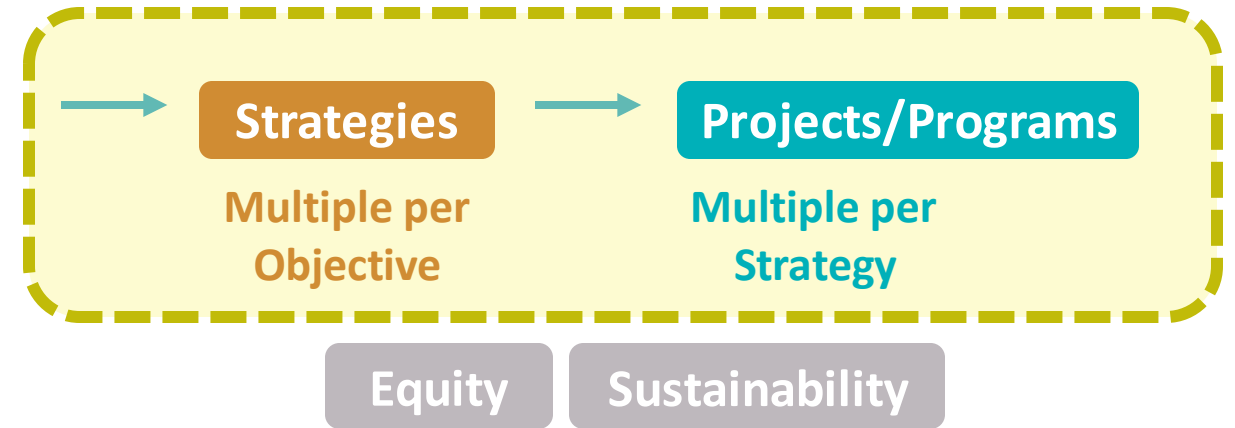 Strategies
Projects/Programs
Multiple per
Objective
Multiple per
Strategy
Equity
Sustainability